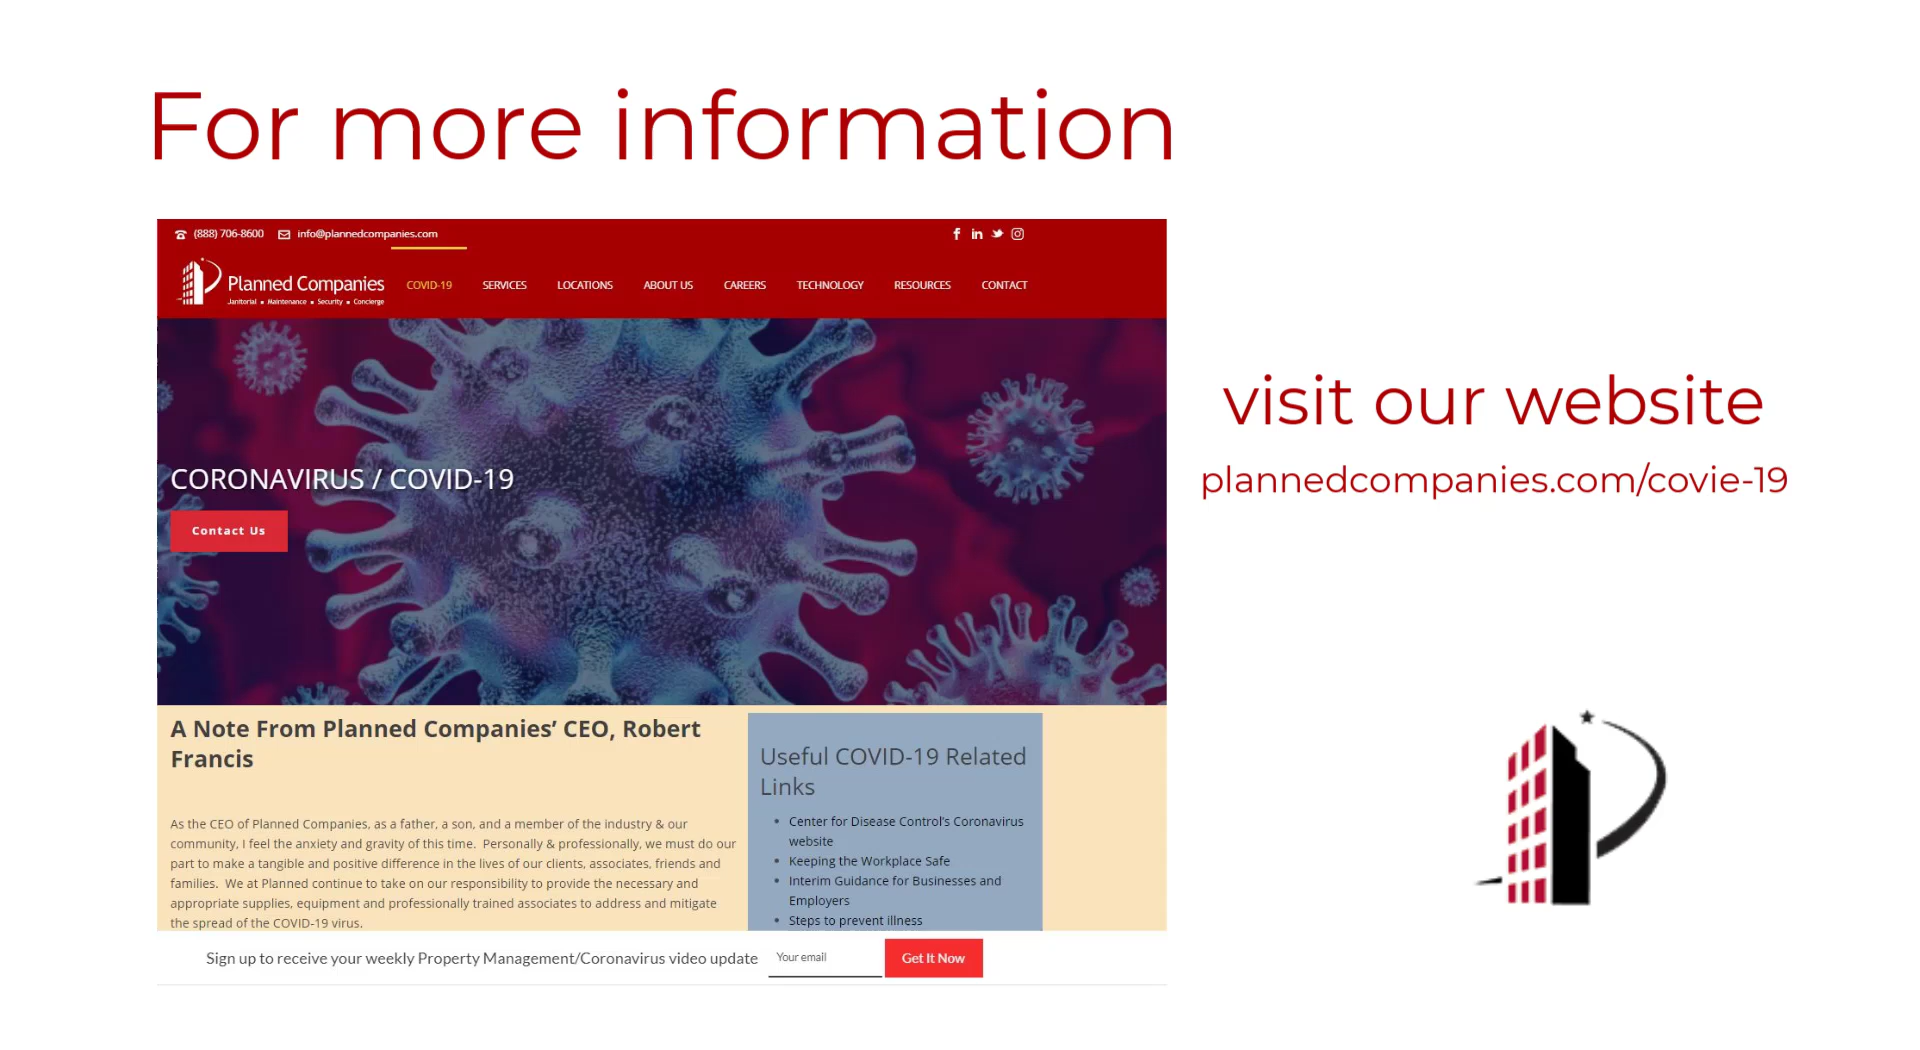 For more information
(888) 706-8600 info@plannedcompanies.com
Planned Companies
Janitorial ▪ Maintenance ▪ Security ▪ Concierge
COVID-19 SERVICES LOCATIONS ABOUT US CAREERS TECHNOLOGY RESOURCES CONTACT
CORONAVIRUS / COVID-19
Contact Us
visit our website
plannedcompanies.com/covie-19
A Note From Planned Companies’ CEO, Robert
Francis
As the CEO of Planned Companies, as a father, a son, and a member of the industry & our
community, I feel the anxiety and gravity of this time. Personally & professionally, we must do our
part to make a tangible and positive difference in the lives of our clients, associates, friends and
families. We at Planned continue to take on our responsibility to provide the necessary and
appropriate supplies, equipment and professionally trained associates to address and mitigate
the spread of the COVID-19 virus.
Useful COVID-19 Related
Links
• Center for Disease Control's Coronavirus
website
• Keeping the Workplace Safe
• Interim Guidance for Businesses and
Employers
• Steps to prevent illness
Sign up to receive your weekly Property Management/Coronavirus video update Your email Get It Now